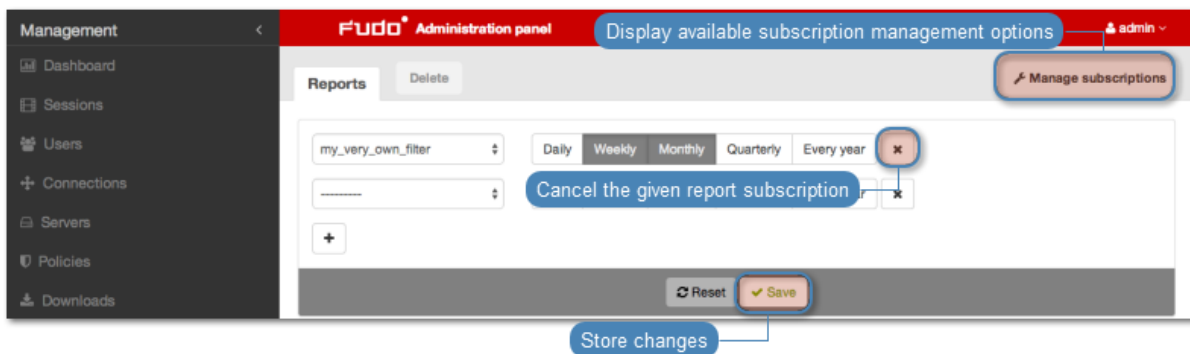 Management
FUDO Administration panel
Display available subscription management options
admin
Dashboard
Reports
Delete
Manage subscriptions
Sessions
Users
my_very_own_filter
Daily
Weekly
Monthly
Quarterly
Every year
Connections
---------
Cancel the given report subscription
Servers
Policies
Downloads
Reset
Save
Store changes